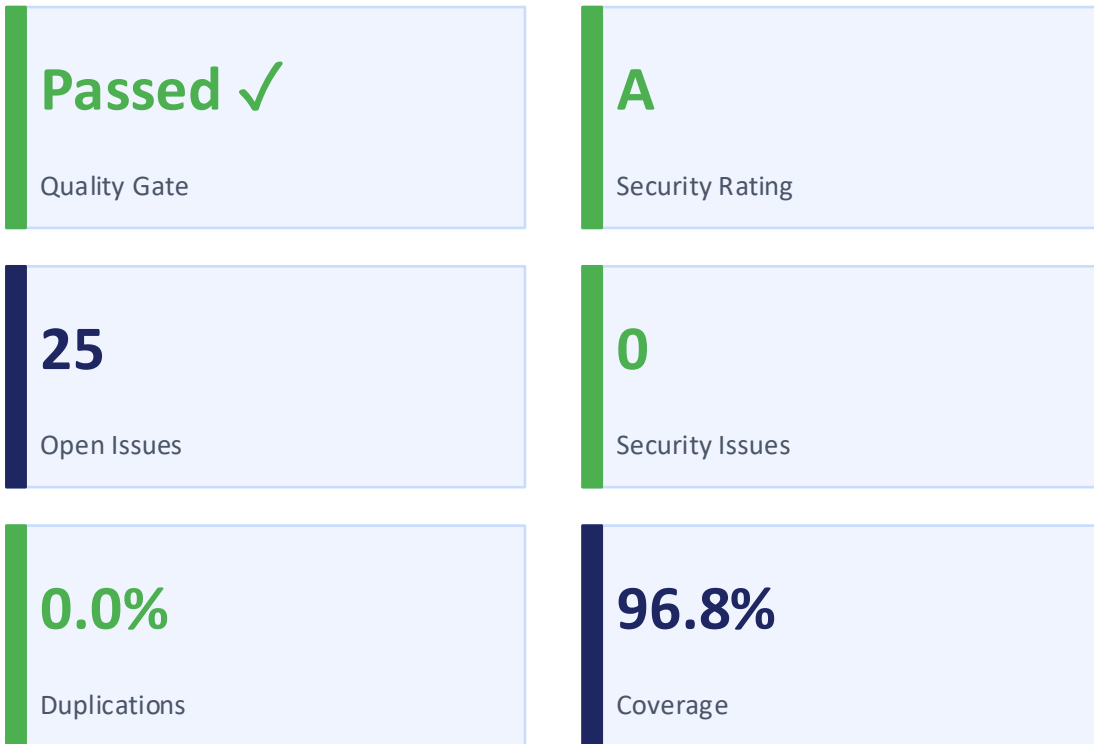 Passed ✓
Quality Gate
A
Security Rating
25
Open Issues
0
Security Issues
0.0%
Duplications
96.8%
Coverage